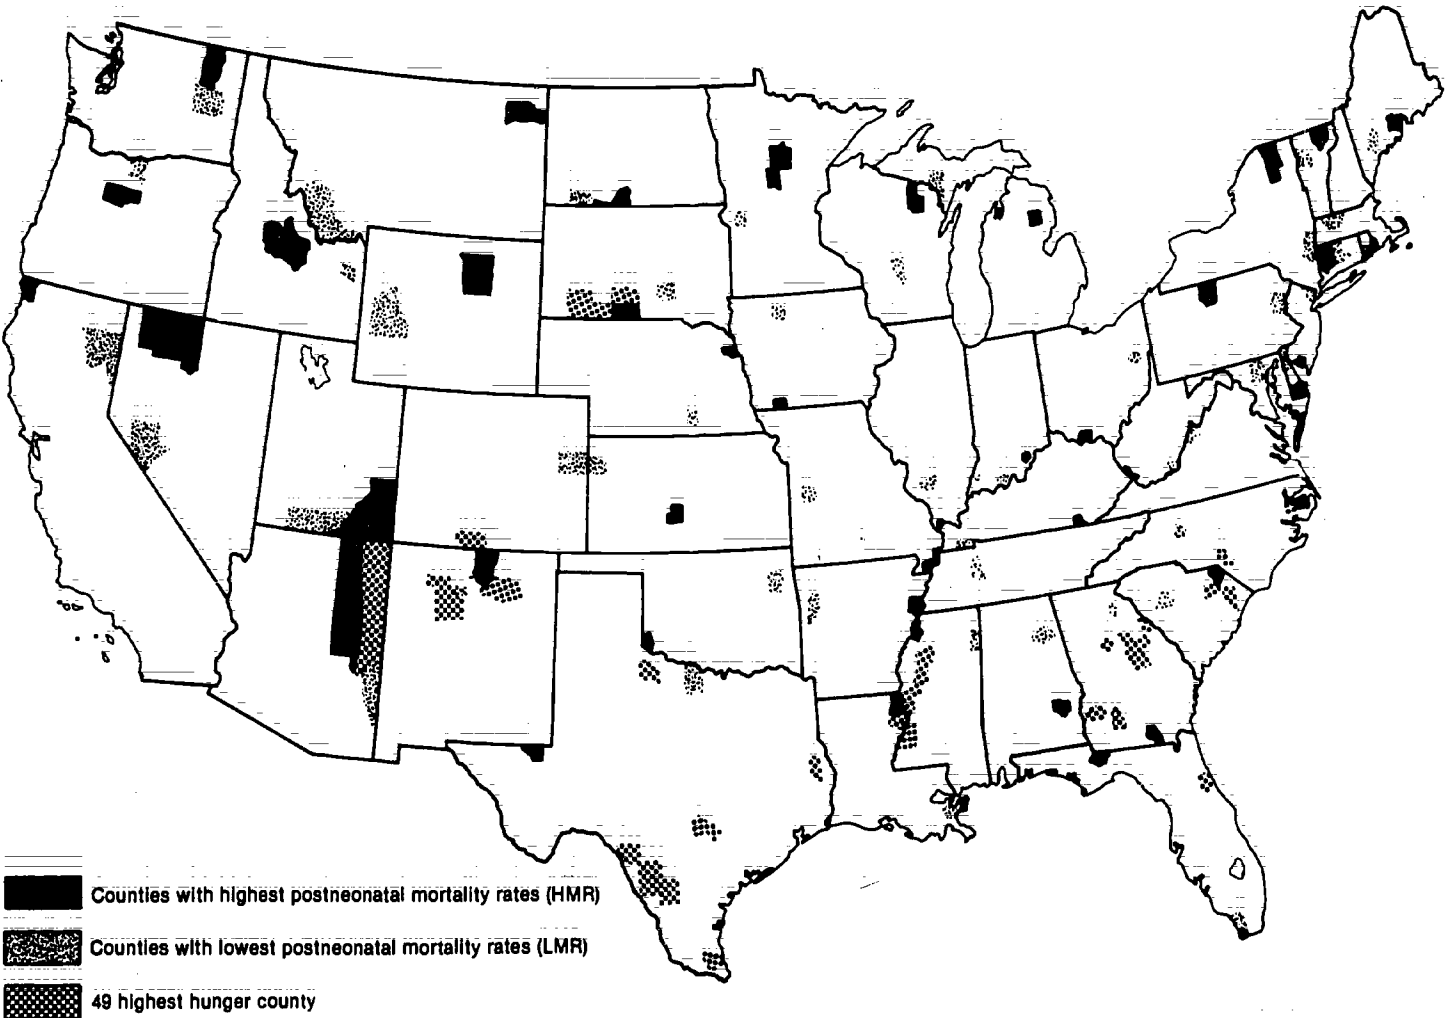 Counties with highest postneonatal mortality rates (HMR)
Counties with lowest postneonatal mortality rates (LMR)
49 highest hunger county